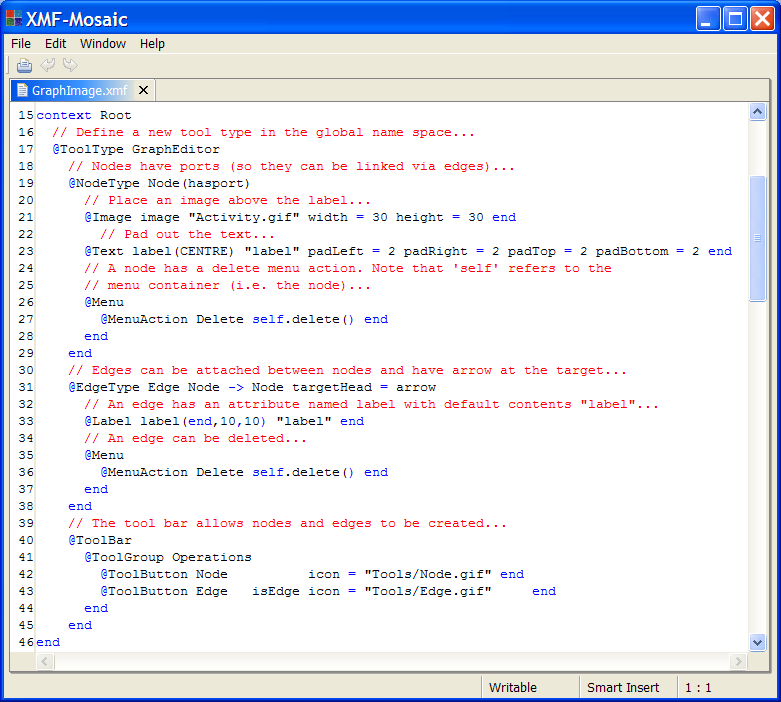 XMF-Mosaic
File Edit Window Help
GraphImage.xmf
15 context Root
16   // Define a new tool type in the global name space...
17   @ToolType GraphEditor
18     // Nodes have ports (so they can be linked via edges)...
19     @NodeType Node(hasport)
20       // Place an image above the label...
21       @Image image "Activity.gif" width = 30 height = 30 end
22         // Pad out the text...
23       @Text label(CENTRE) "label" padLeft = 2 padRight = 2 padTop = 2 padBottom = 2 end
24       // A node has a delete menu action. Note that 'self' refers to the
25       // menu container (i.e. the node)...
26       @Menu
27         @MenuAction Delete self.delete() end
28       end
29     end
30     // Edges can be attached between nodes and have arrow at the target...
31     @EdgeType Edge Node -> Node targetHead = arrow
32       // An edge has an attribute named label with default contents "label"...
33       @Label label(end,10,10) "label" end
34       // An edge can be deleted...
35       @Menu
36         @MenuAction Delete self.delete() end
37       end
38     end
39     // The tool bar allows nodes and edges to be created...
40     @ToolBar
41       @ToolGroup Operations
42         @ToolButton Node          icon = "Tools/Node.gif" end
43         @ToolButton Edge   isEdge icon = "Tools/Edge.gif"     end
44       end
45     end
46 end
Writable Smart Insert 1 : 1